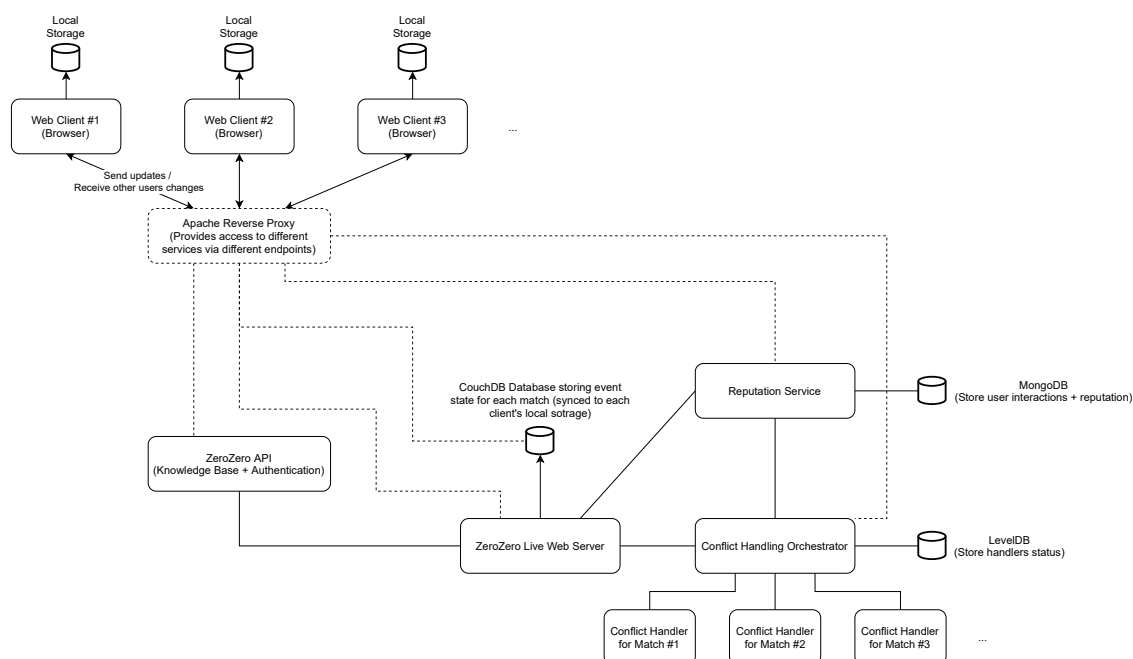 Local
Storage
Local
Storage
Local
Storage
Web Client #1
(Browser)
Web Client #2
(Browser)
Web Client #3
(Browser)
...
Send updates /
Receive other users changes
Apache Reverse Proxy
(Provides access to different
services via different endpoints)
CouchDB Database storing event
state for each match (synced to each
client's local sotrage)
Reputation Service
MongoDB
(Store user interactions + reputation)
ZeroZero API
(Knowledge Base + Authentication)
ZeroZero Live Web Server
Conflict Handling Orchestrator
LevelDB
(Store handlers status)
Conflict Handler
for Match #1
Conflict Handler
for Match #2
Conflict Handler
for Match #3
...